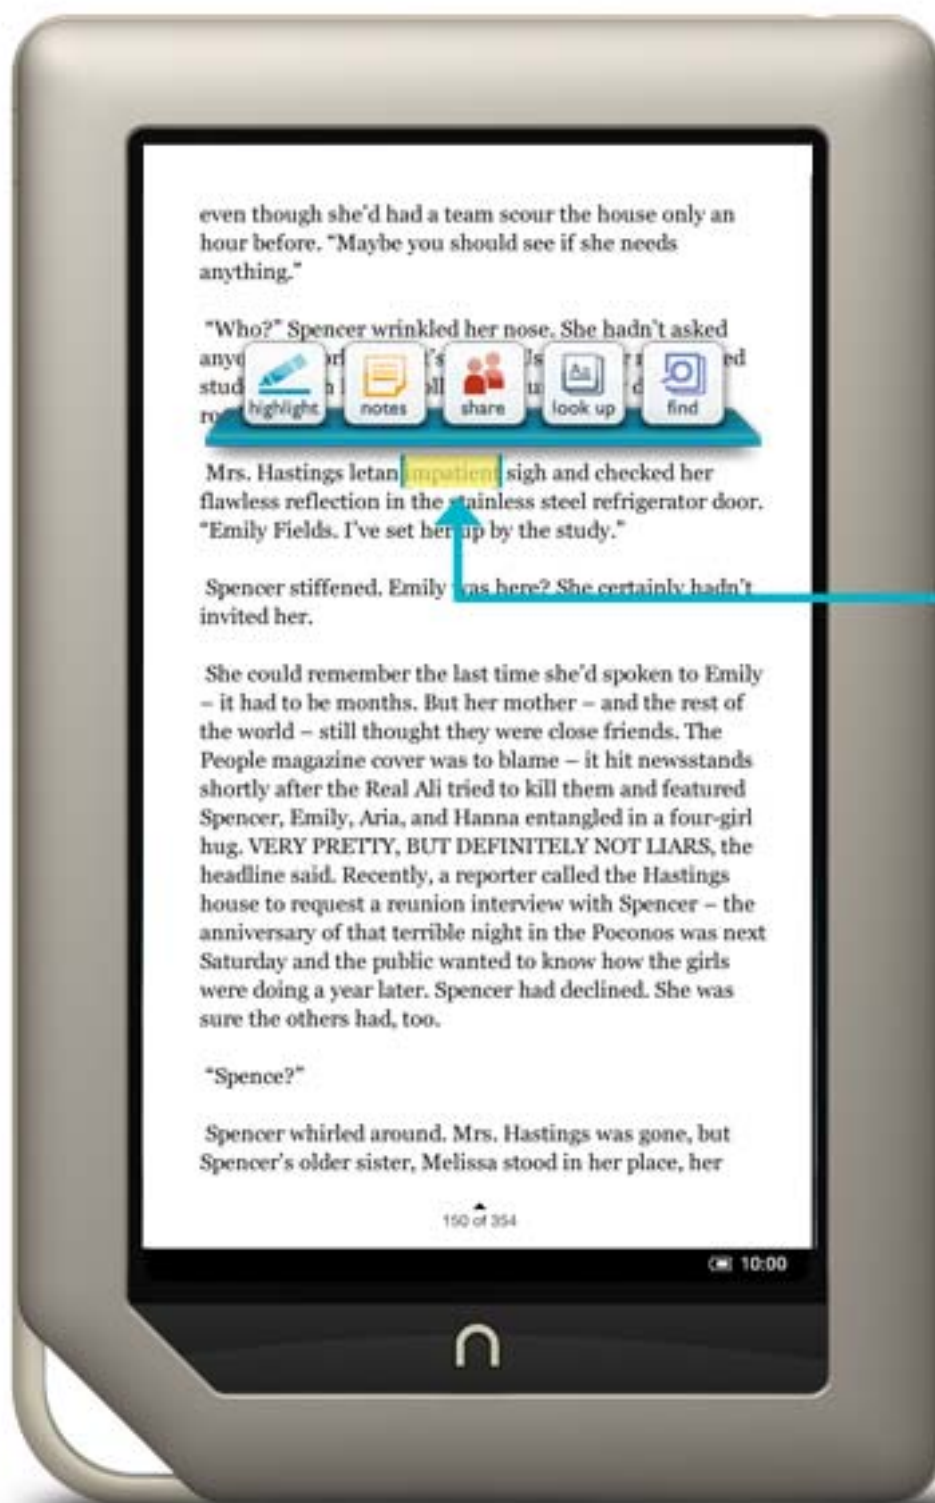 even though she'd had a team scour the house only an
hour before. “Maybe you should see if she needs
anything.”
“Who?” Spencer wrinkled her nose. She hadn't asked
highlight notes share look up find
Mrs. Hastings letan impatient sigh and checked her
flawless reflection in the stainless steel refrigerator door.
“Emily Fields. I've set her up by the study.”
Spencer stiffened. Emily was here? She certainly hadn't
invited her.
She could remember the last time she'd spoken to Emily
– it had to be months. But her mother – and the rest of
the world – still thought they were close friends. The
People magazine cover was to blame – it hit newsstands
shortly after the Real Ali tried to kill them and featured
Spencer, Emily, Aria, and Hanna entangled in a four-girl
hug. VERY PRETTY, BUT DEFINITELY NOT LIARS, the
headline said. Recently, a reporter called the Hastings
house to request a reunion interview with Spencer – the
anniversary of that terrible night in the Poconos was next
Saturday and the public wanted to know how the girls
were doing a year later. Spencer had declined. She was
sure the others had, too.
“Spence?”
Spencer whirled around. Mrs. Hastings was gone, but
Spencer's older sister, Melissa stood in her place, her
150 of 354
10:00